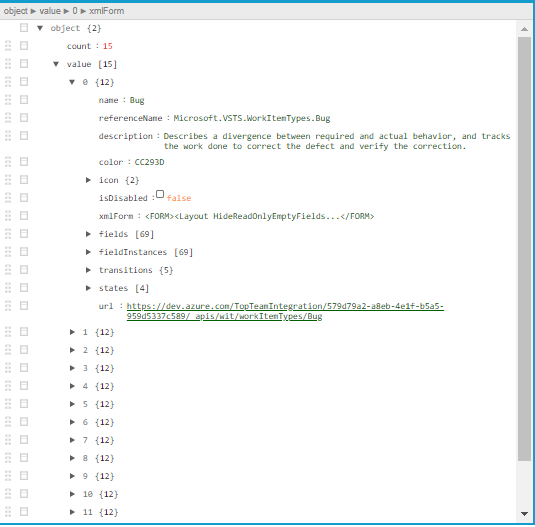 object ► value ► 0 ► xmlForm
object {2}
count : 15
value [15]
0 {12}
name : Bug
referenceName : Microsoft.VSTS.WorkItemTypes.Bug
description : Describes a divergence between required and actual behavior, and tracks
the work done to correct the defect and verify the correction.
color : CC293D
icon {2}
isDisabled : false
xmlForm : <FORM><Layout HideReadOnlyEmptyFields...</FORM>
fields [69]
fieldInstances [69]
transitions {5}
states [4]
url : https://dev.azure.com/TopTeamIntegration/579d79a2-a8eb-4e1f-b5a5-
959d5337c589/_apis/wit/workItemTypes/Bug
1 {12}
2 {12}
3 {12}
4 {12}
5 {12}
6 {12}
7 {12}
8 {12}
9 {12}
10 {12}
11 {12}